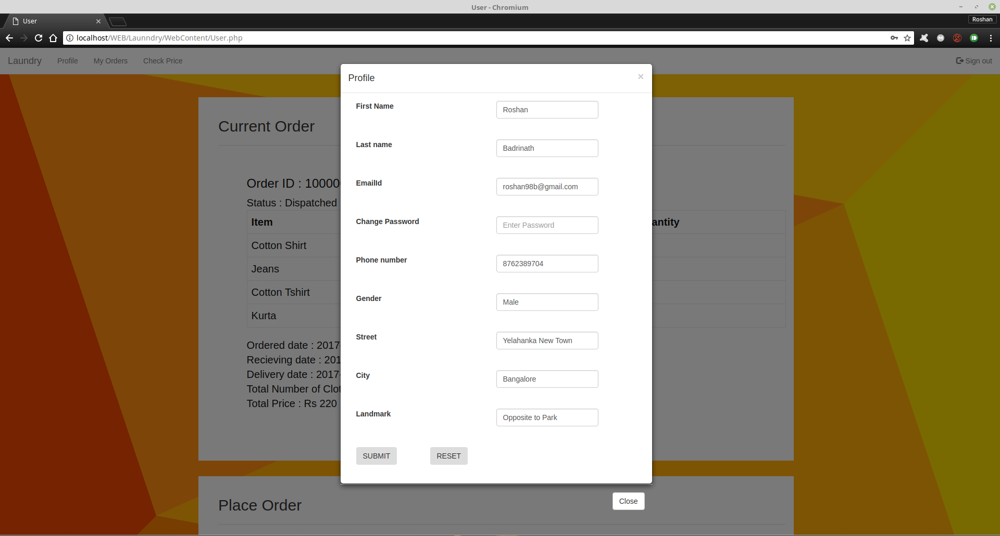 User - Chromium
User
Roshan
localhost/WEB/Launndry/WebContent/User.php
Laundry Profile My Orders Check Price Sign out
Profile ×
First Name Roshan
Last name Badrinath
EmailId roshan98b@gmail.com
Change Password Enter Password
Phone number 8762389704
Gender Male
Street Yelahanka New Town
City Bangalore
Landmark Opposite to Park
SUBMIT RESET
Close
Current Order
Order ID :
Status : Dispatched
Item
Cotton Shirt
Jeans
Cotton Tshirt
Kurta
Ordered date : 2017
Recieving date :
Delivery date : 2017-
Total Number of
Total Price : Rs 220
Place Order